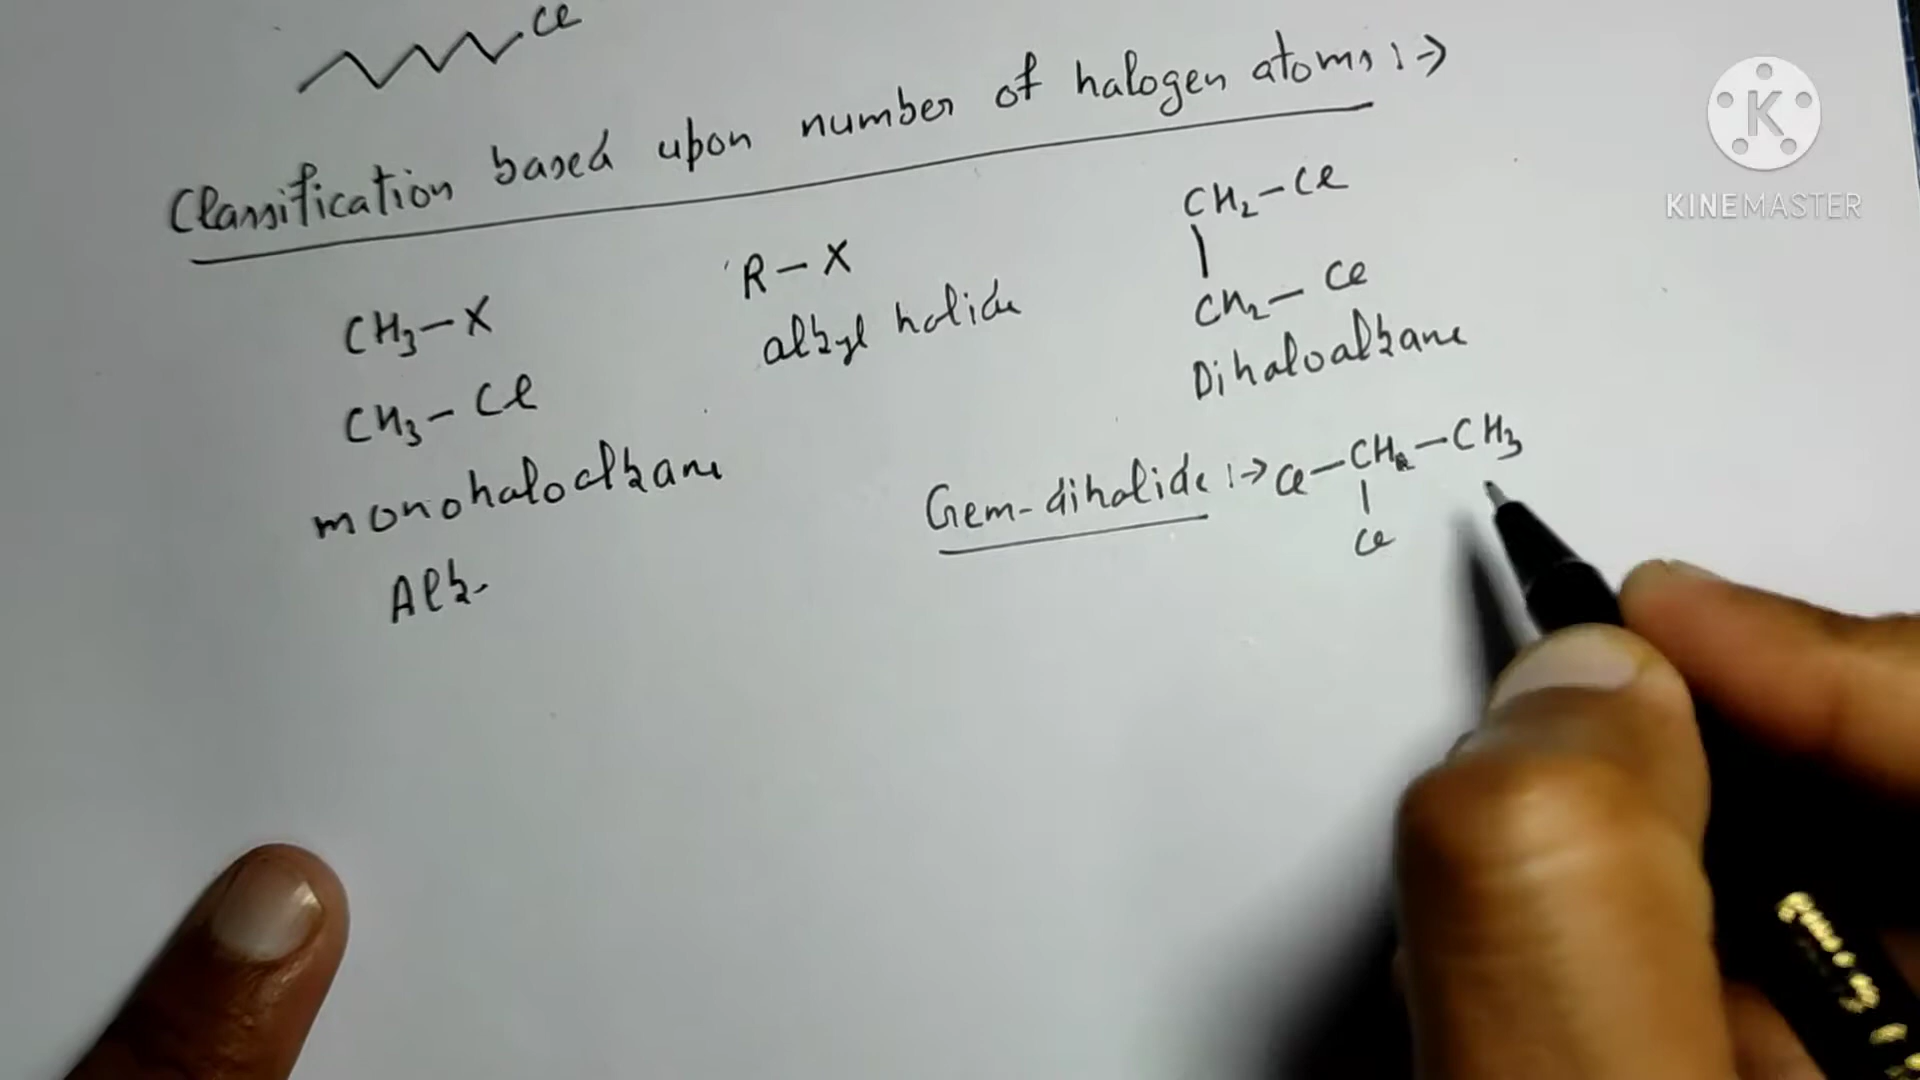 Cl
Classification based upon number of halogen atoms :->
CH3-X
R-X
CH2-Cl
|
CH2-Cl
alkyl halide
CH3-Cl
Dihaloalkane
monohaloalkane
Gem-dihalide :-> Cl-CH-CH3
|
Cl
Alk-
K
KINEMASTER